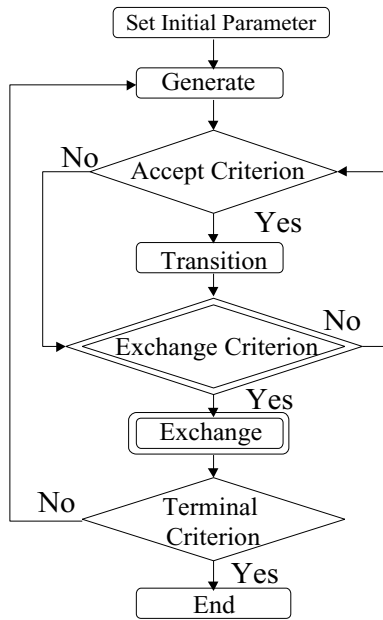 Set Initial Parameter
Generate
No
Accept Criterion
Yes
Transition
No
Exchange Criterion
Yes
Exchange
No
Terminal
Criterion
Yes
End